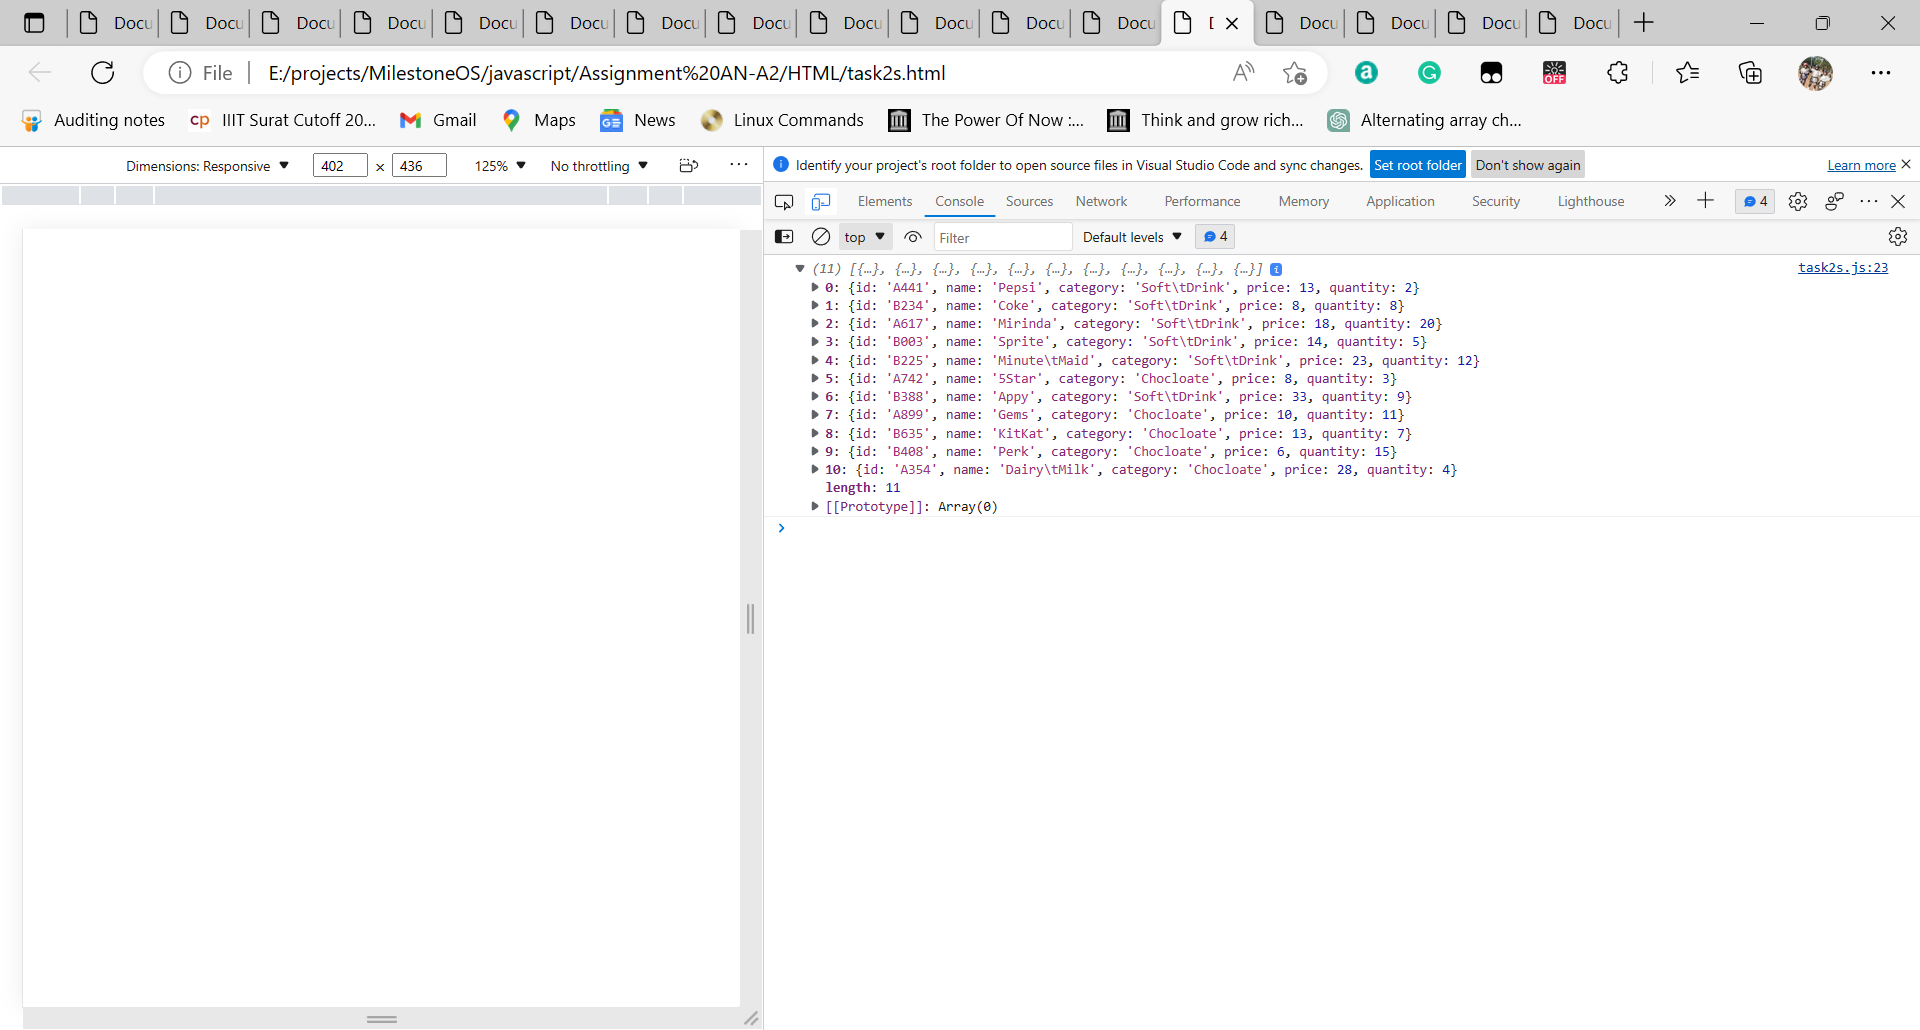 Docu Docu Docu Docu Docu Docu Docu Docu Docu Docu Docu Docu Docu Docu Docu Docu
File E:/projects/MilestoneOS/javascript/Assignment%20AN-A2/HTML/task2s.html
Auditing notes IIIT Surat Cutoff 20... Gmail Maps News Linux Commands The Power Of Now :... Think and grow rich... Alternating array ch...
Dimensions: Responsive 402 x 436 125% No throttling
Identify your project's root folder to open source files in Visual Studio Code and sync changes. Set root folder Don't show again Learn more
Elements Console Sources Network Performance Memory Application Security Lighthouse 4
top Filter Default levels 4
(11) [{…}, {…}, {…}, {…}, {…}, {…}, {…}, {…}, {…}, {…}, {…}] task2s.js:23
0: {id: 'A441', name: 'Pepsi', category: 'Soft\tDrink', price: 13, quantity: 2}
1: {id: 'B234', name: 'Coke', category: 'Soft\tDrink', price: 8, quantity: 8}
2: {id: 'A617', name: 'Mirinda', category: 'Soft\tDrink', price: 18, quantity: 20}
3: {id: 'B003', name: 'Sprite', category: 'Soft\tDrink', price: 14, quantity: 5}
4: {id: 'B225', name: 'Minute\tMaid', category: 'Soft\tDrink', price: 23, quantity: 12}
5: {id: 'A742', name: '5Star', category: 'Chocloate', price: 8, quantity: 3}
6: {id: 'B388', name: 'Appy', category: 'Soft\tDrink', price: 33, quantity: 9}
7: {id: 'A899', name: 'Gems', category: 'Chocloate', price: 10, quantity: 11}
8: {id: 'B635', name: 'KitKat', category: 'Chocloate', price: 13, quantity: 7}
9: {id: 'B408', name: 'Perk', category: 'Chocloate', price: 6, quantity: 15}
10: {id: 'A354', name: 'Dairy\tMilk', category: 'Chocloate', price: 28, quantity: 4}
length: 11
[[Prototype]]: Array(0)